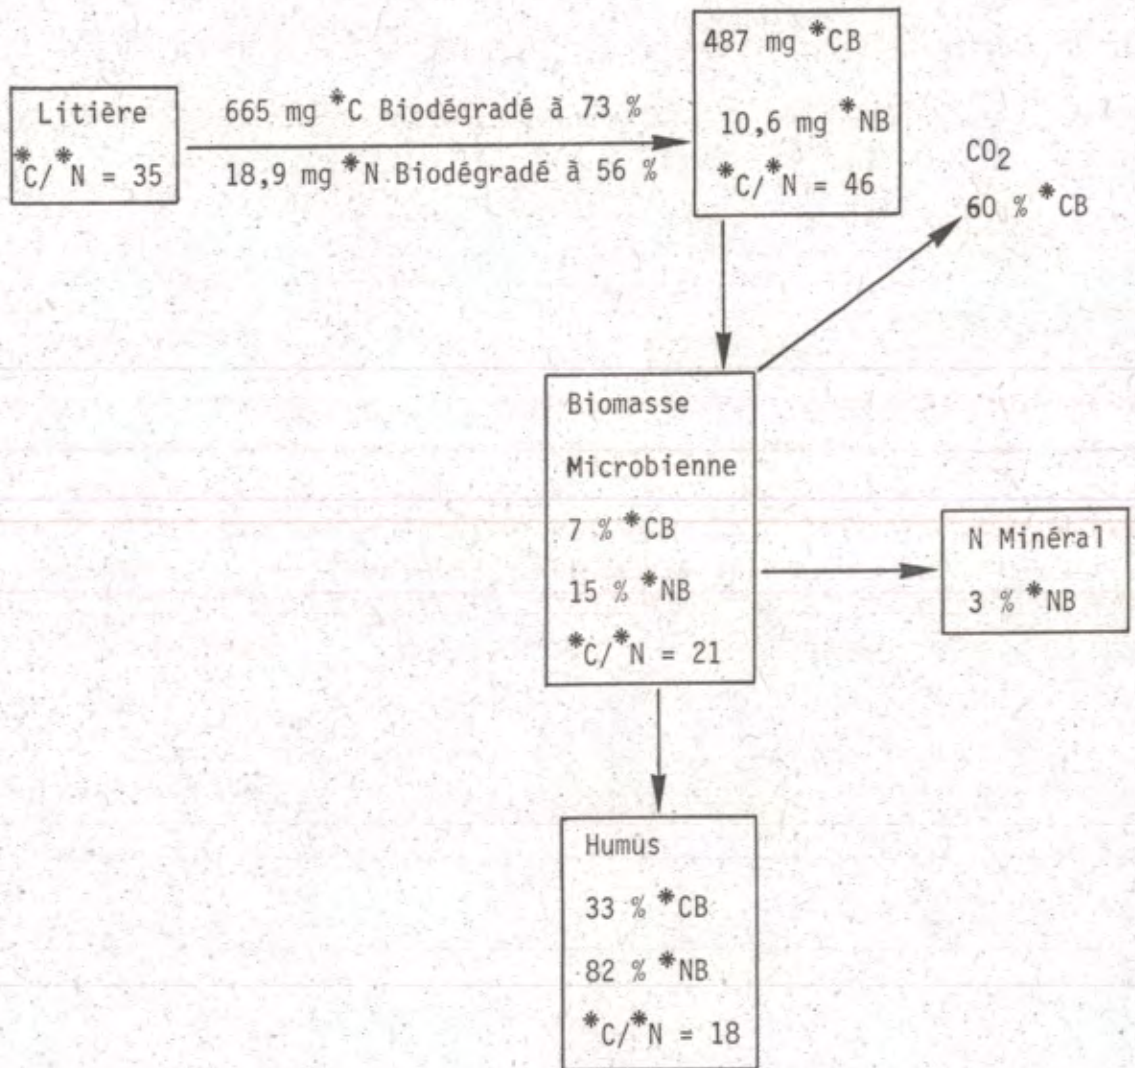 Litière
*C/*N = 35
665 mg *C Biodégradé à 73 %
18,9 mg *N Biodégradé à 56 %
487 mg *CB
10,6 mg *NB
*C/*N = 46
CO2
60 % *CB
Biomasse
Microbienne
7 % *CB
15 % *NB
*C/*N = 21
N Minéral
3 % *NB
Humus
33 % *CB
82 % *NB
*C/*N = 18